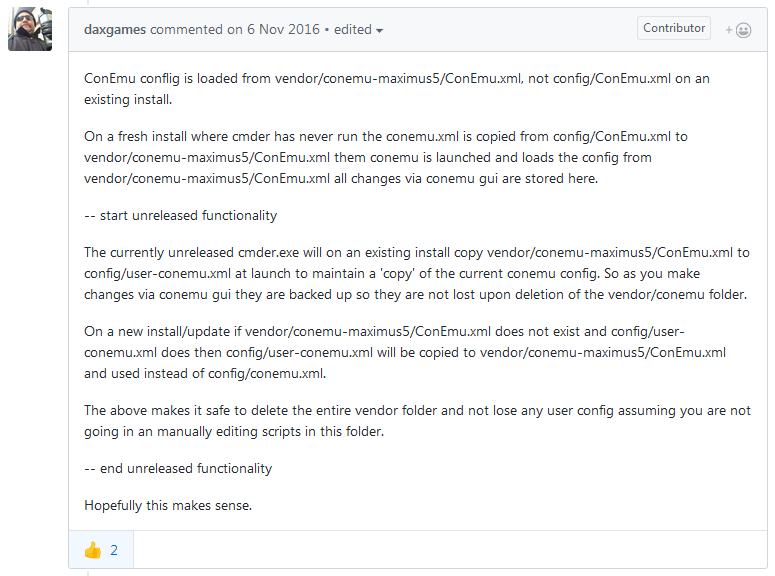 daxgames commented on 6 Nov 2016 • edited
Contributor
ConEmu conflig is loaded from vendor/conemu-maximus5/ConEmu.xml, not config/ConEmu.xml on an
existing install.
On a fresh install where cmder has never run the conemu.xml is copied from config/ConEmu.xml to
vendor/conemu-maximus5/ConEmu.xml them conemu is launched and loads the config from
vendor/conemu-maximus5/ConEmu.xml all changes via conemu gui are stored here.
-- start unreleased functionality
The currently unreleased cmder.exe will on an existing install copy vendor/conemu-maximus5/ConEmu.xml to
config/user-conemu.xml at launch to maintain a 'copy' of the current conemu config. So as you make
changes via conemu gui they are backed up so they are not lost upon deletion of the vendor/conemu folder.
On a new install/update if vendor/conemu-maximus5/ConEmu.xml does not exist and config/user-
conemu.xml does then config/user-conemu.xml will be copied to vendor/conemu-maximus5/ConEmu.xml
and used instead of config/conemu.xml.
The above makes it safe to delete the entire vendor folder and not lose any user config assuming you are not
going in an manually editing scripts in this folder.
-- end unreleased functionality
Hopefully this makes sense.
2